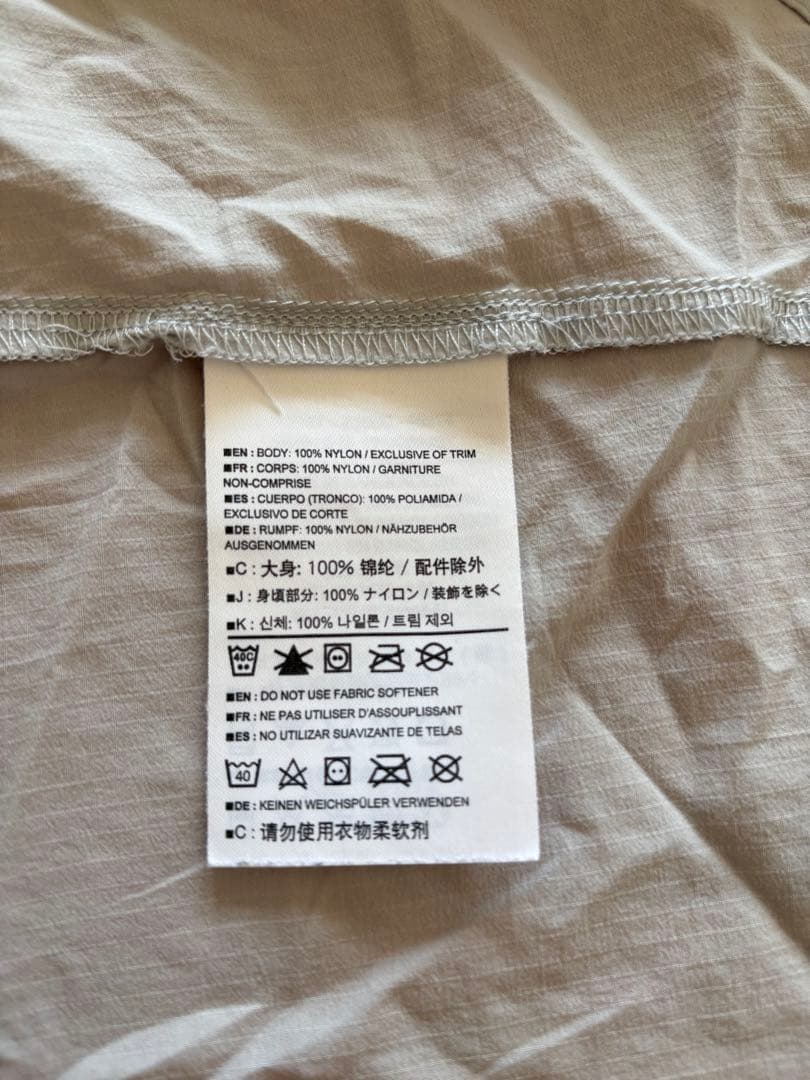 ■EN : BODY: 100% NYLON / EXCLUSIVE OF TRIM
■FR : CORPS: 100% NYLON / GARNITURE
NON-COMPRISE
■ES : CUERPO (TRONCO): 100% POLIAMIDA /
EXCLUSIVO DE CORTE
■DE : RUMPF: 100% NYLON / NÄHZUBEHÖR
AUSGENOMMEN
■C : 大身: 100% 锦纶 / 配件除外
■J : 身頃部分: 100% ナイロン / 装飾を除く
■K : 신체: 100% 나일론 / 트림 제외
40C
■EN : DO NOT USE FABRIC SOFTENER
■FR : NE PAS UTILISER D'ASSOUPLISSANT
■ES : NO UTILIZAR SUAVIZANTE DE TELAS
40
■DE : KEINEN WEICHSPÜLER VERWENDEN
■C : 请勿使用衣物柔软剂